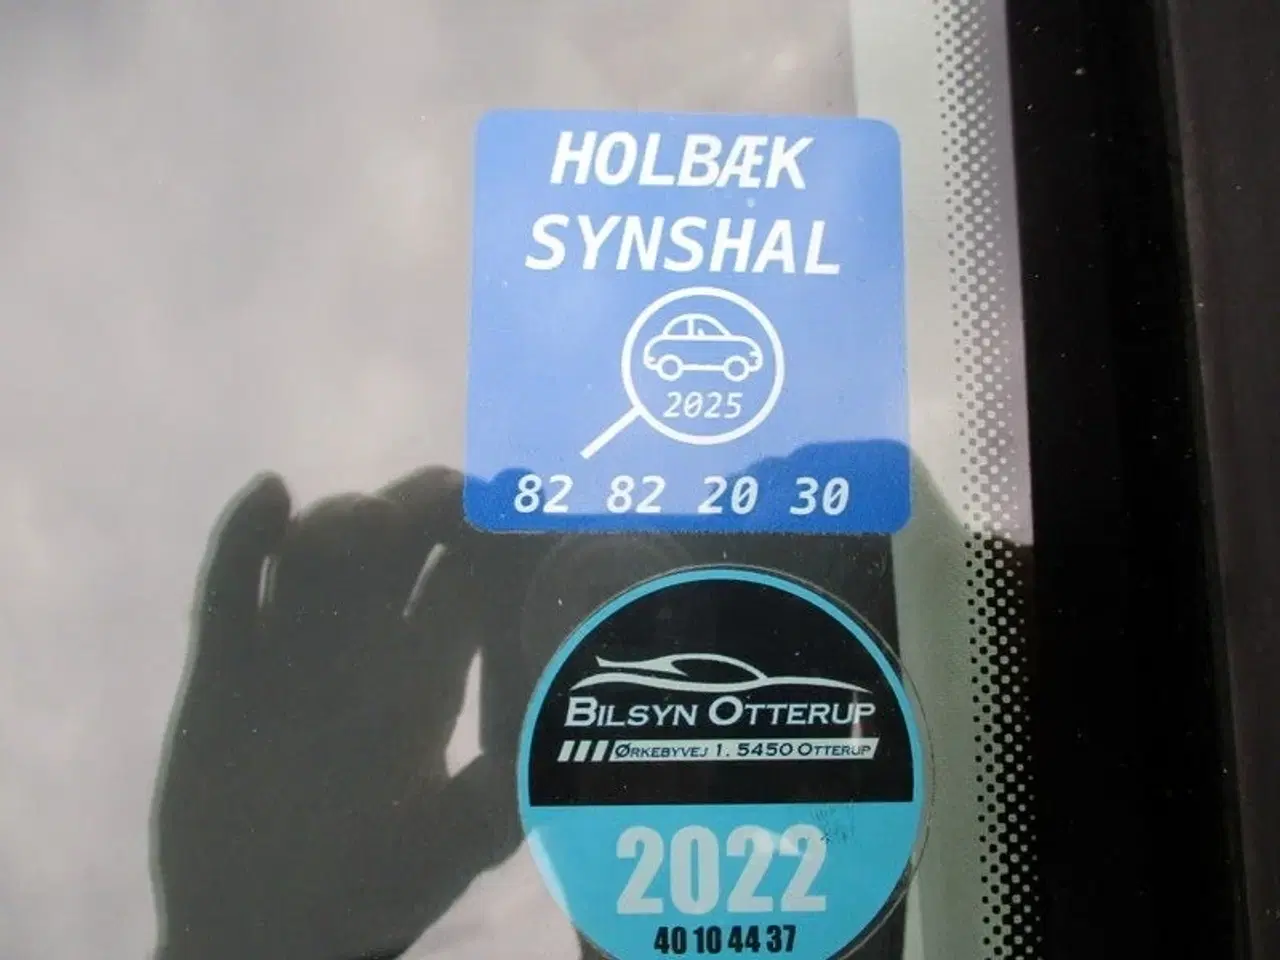 HOLBÆK
SYNSHAL
2025
82 82 20 30
BILSYN OTTERUP
ØRKEBYVEJ 1. 5450 OTTERUP
2022
40 10 44 37